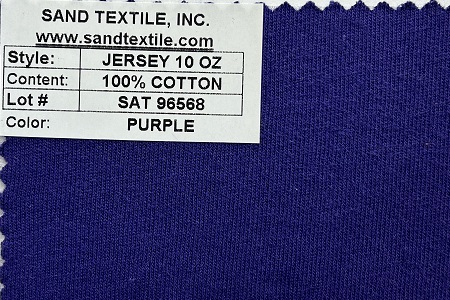 SAND TEXTILE, INC.
www.sandtextile.com
Style: JERSEY 10 OZ
Content: 100% COTTON
Lot # SAT 96568
Color: PURPLE